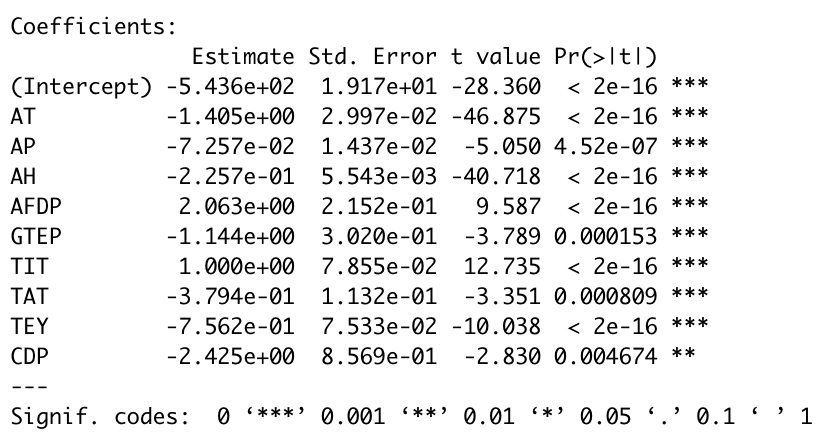 Coefficients:
              Estimate Std. Error t value Pr(>|t|)
(Intercept) -5.436e+02  1.917e+01 -28.360  < 2e-16 ***
AT          -1.405e+00  2.997e-02 -46.875  < 2e-16 ***
AP          -7.257e-02  1.437e-02  -5.050 4.52e-07 ***
AH          -2.257e-01  5.543e-03 -40.718  < 2e-16 ***
AFDP         2.063e+00  2.152e-01   9.587  < 2e-16 ***
GTEP        -1.144e+00  3.020e-01  -3.789 0.000153 ***
TIT          1.000e+00  7.855e-02  12.735  < 2e-16 ***
TAT         -3.794e-01  1.132e-01  -3.351 0.000809 ***
TEY         -7.562e-01  7.533e-02 -10.038  < 2e-16 ***
CDP         -2.425e+00  8.569e-01  -2.830 0.004674 **
---
Signif. codes:  0 ‘***’ 0.001 ‘**’ 0.01 ‘*’ 0.05 ‘.’ 0.1 ‘ ’ 1